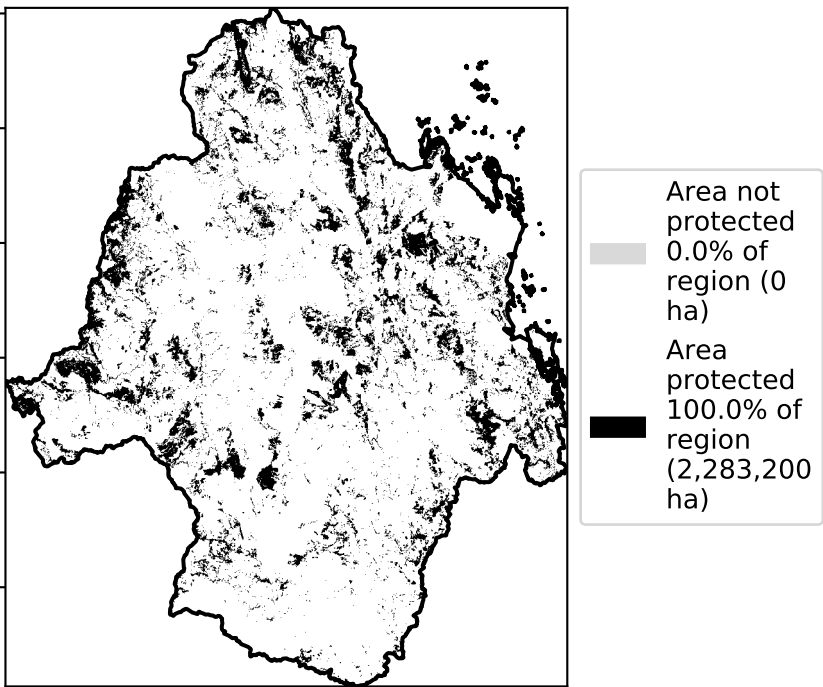 Area not
protected
0.0% of
region (0
ha)
Area
protected
100.0% of
region
(2,283,200
ha)